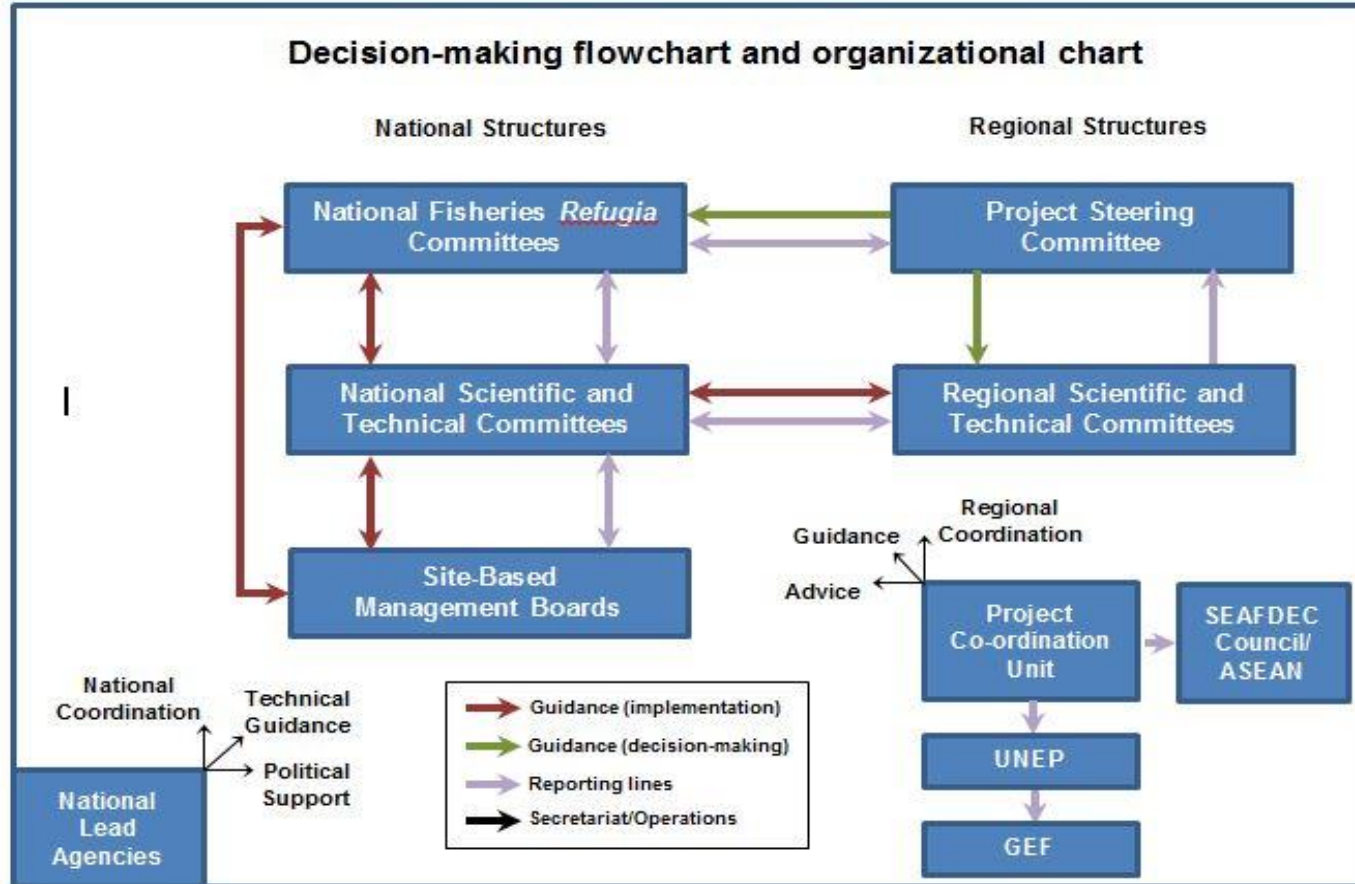 Decision-making flowchart and organizational chart
National Structures
Regional Structures
National Fisheries Refugia
Committees
Project Steering
Committee
National Scientific and
Technical Committees
Regional Scientific and
Technical Committees
Site-Based
Management Boards
Regional
Coordination
Guidance
Advice
Project
Co-ordination
Unit
SEAFDEC
Council/
ASEAN
UNEP
GEF
National
Coordination
Technical
Guidance
Political
Support
National
Lead
Agencies
Guidance (implementation)
Guidance (decision-making)
Reporting lines
Secretariat/Operations